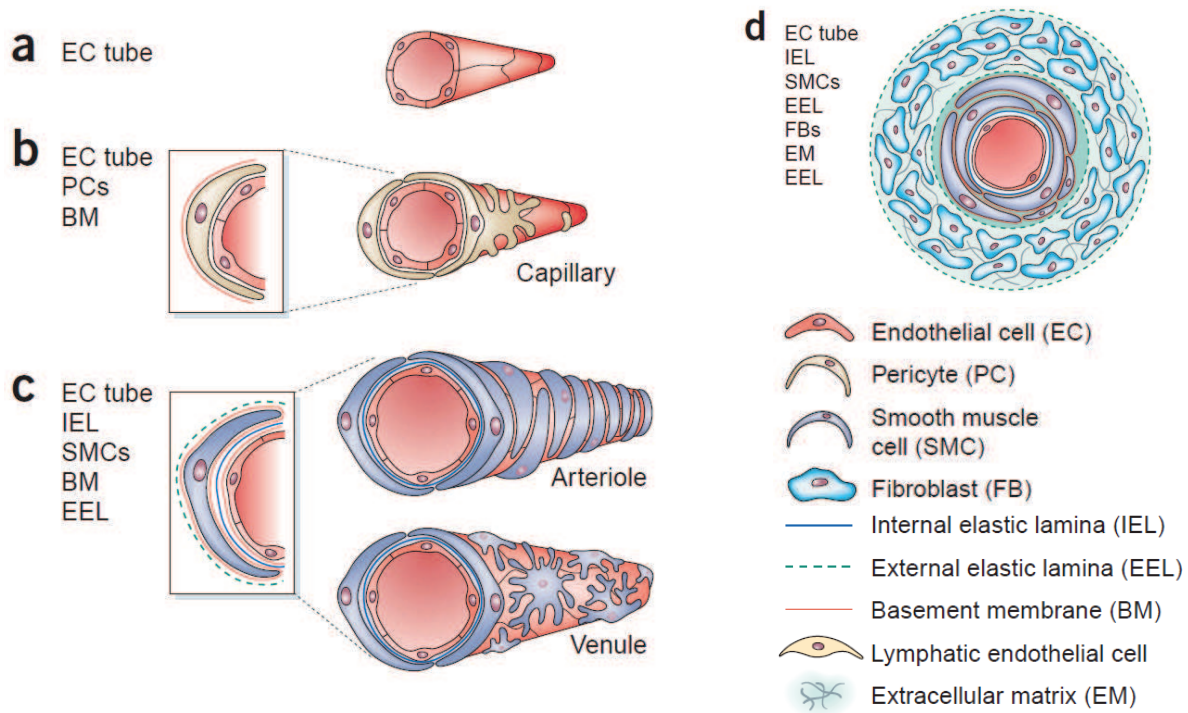 a
EC tube
b
EC tube
PCs
BM
Capillary
c
EC tube
IEL
SMCs
BM
EEL
Arteriole
Venule
d
EC tube
IEL
SMCs
EEL
FBs
EM
EEL
Endothelial cell (EC)
Pericyte (PC)
Smooth muscle
cell (SMC)
Fibroblast (FB)
Internal elastic lamina (IEL)
External elastic lamina (EEL)
Basement membrane (BM)
Lymphatic endothelial cell
Extracellular matrix (EM)